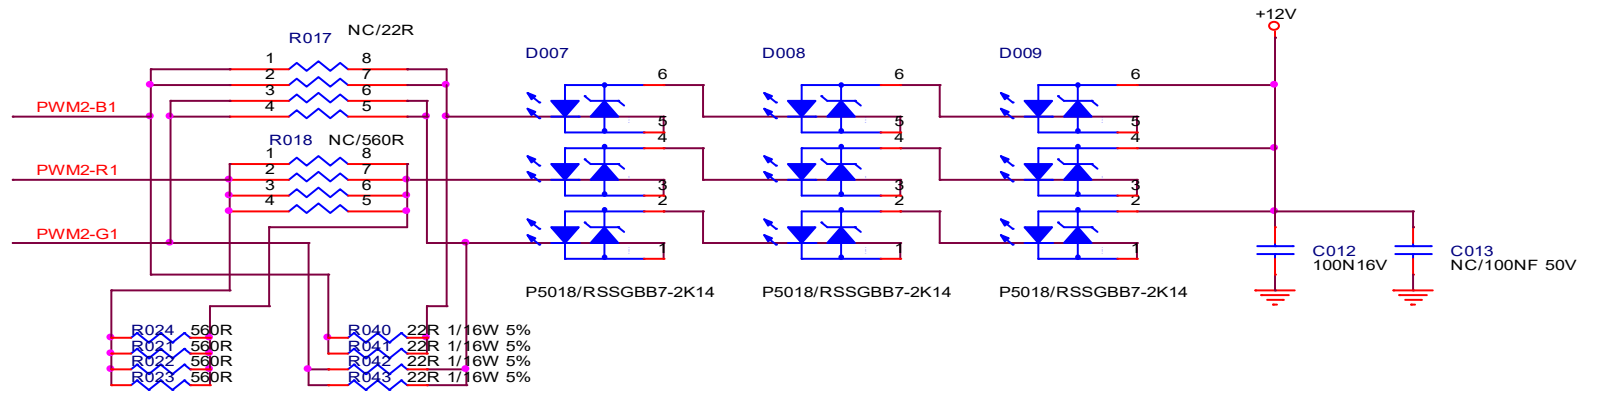 +12V
R017 NC/22R
D007 D008 D009
1 8
2 7
3 6
4 5
6 6 6
PWM2-B1
5 5 5
4 4 4
R018 NC/560R
1 8
2 7
3 6
4 5
PWM2-R1
3 3 3
2 2 2
PWM2-G1
1 1 1
C012
100N16V
C013
NC/100NF 50V
P5018/RSSGBB7-2K14 P5018/RSSGBB7-2K14 P5018/RSSGBB7-2K14
R024 560R R040 22R 1/16W 5%
R021 560R R041 22R 1/16W 5%
R022 560R R042 22R 1/16W 5%
R023 560R R043 22R 1/16W 5%